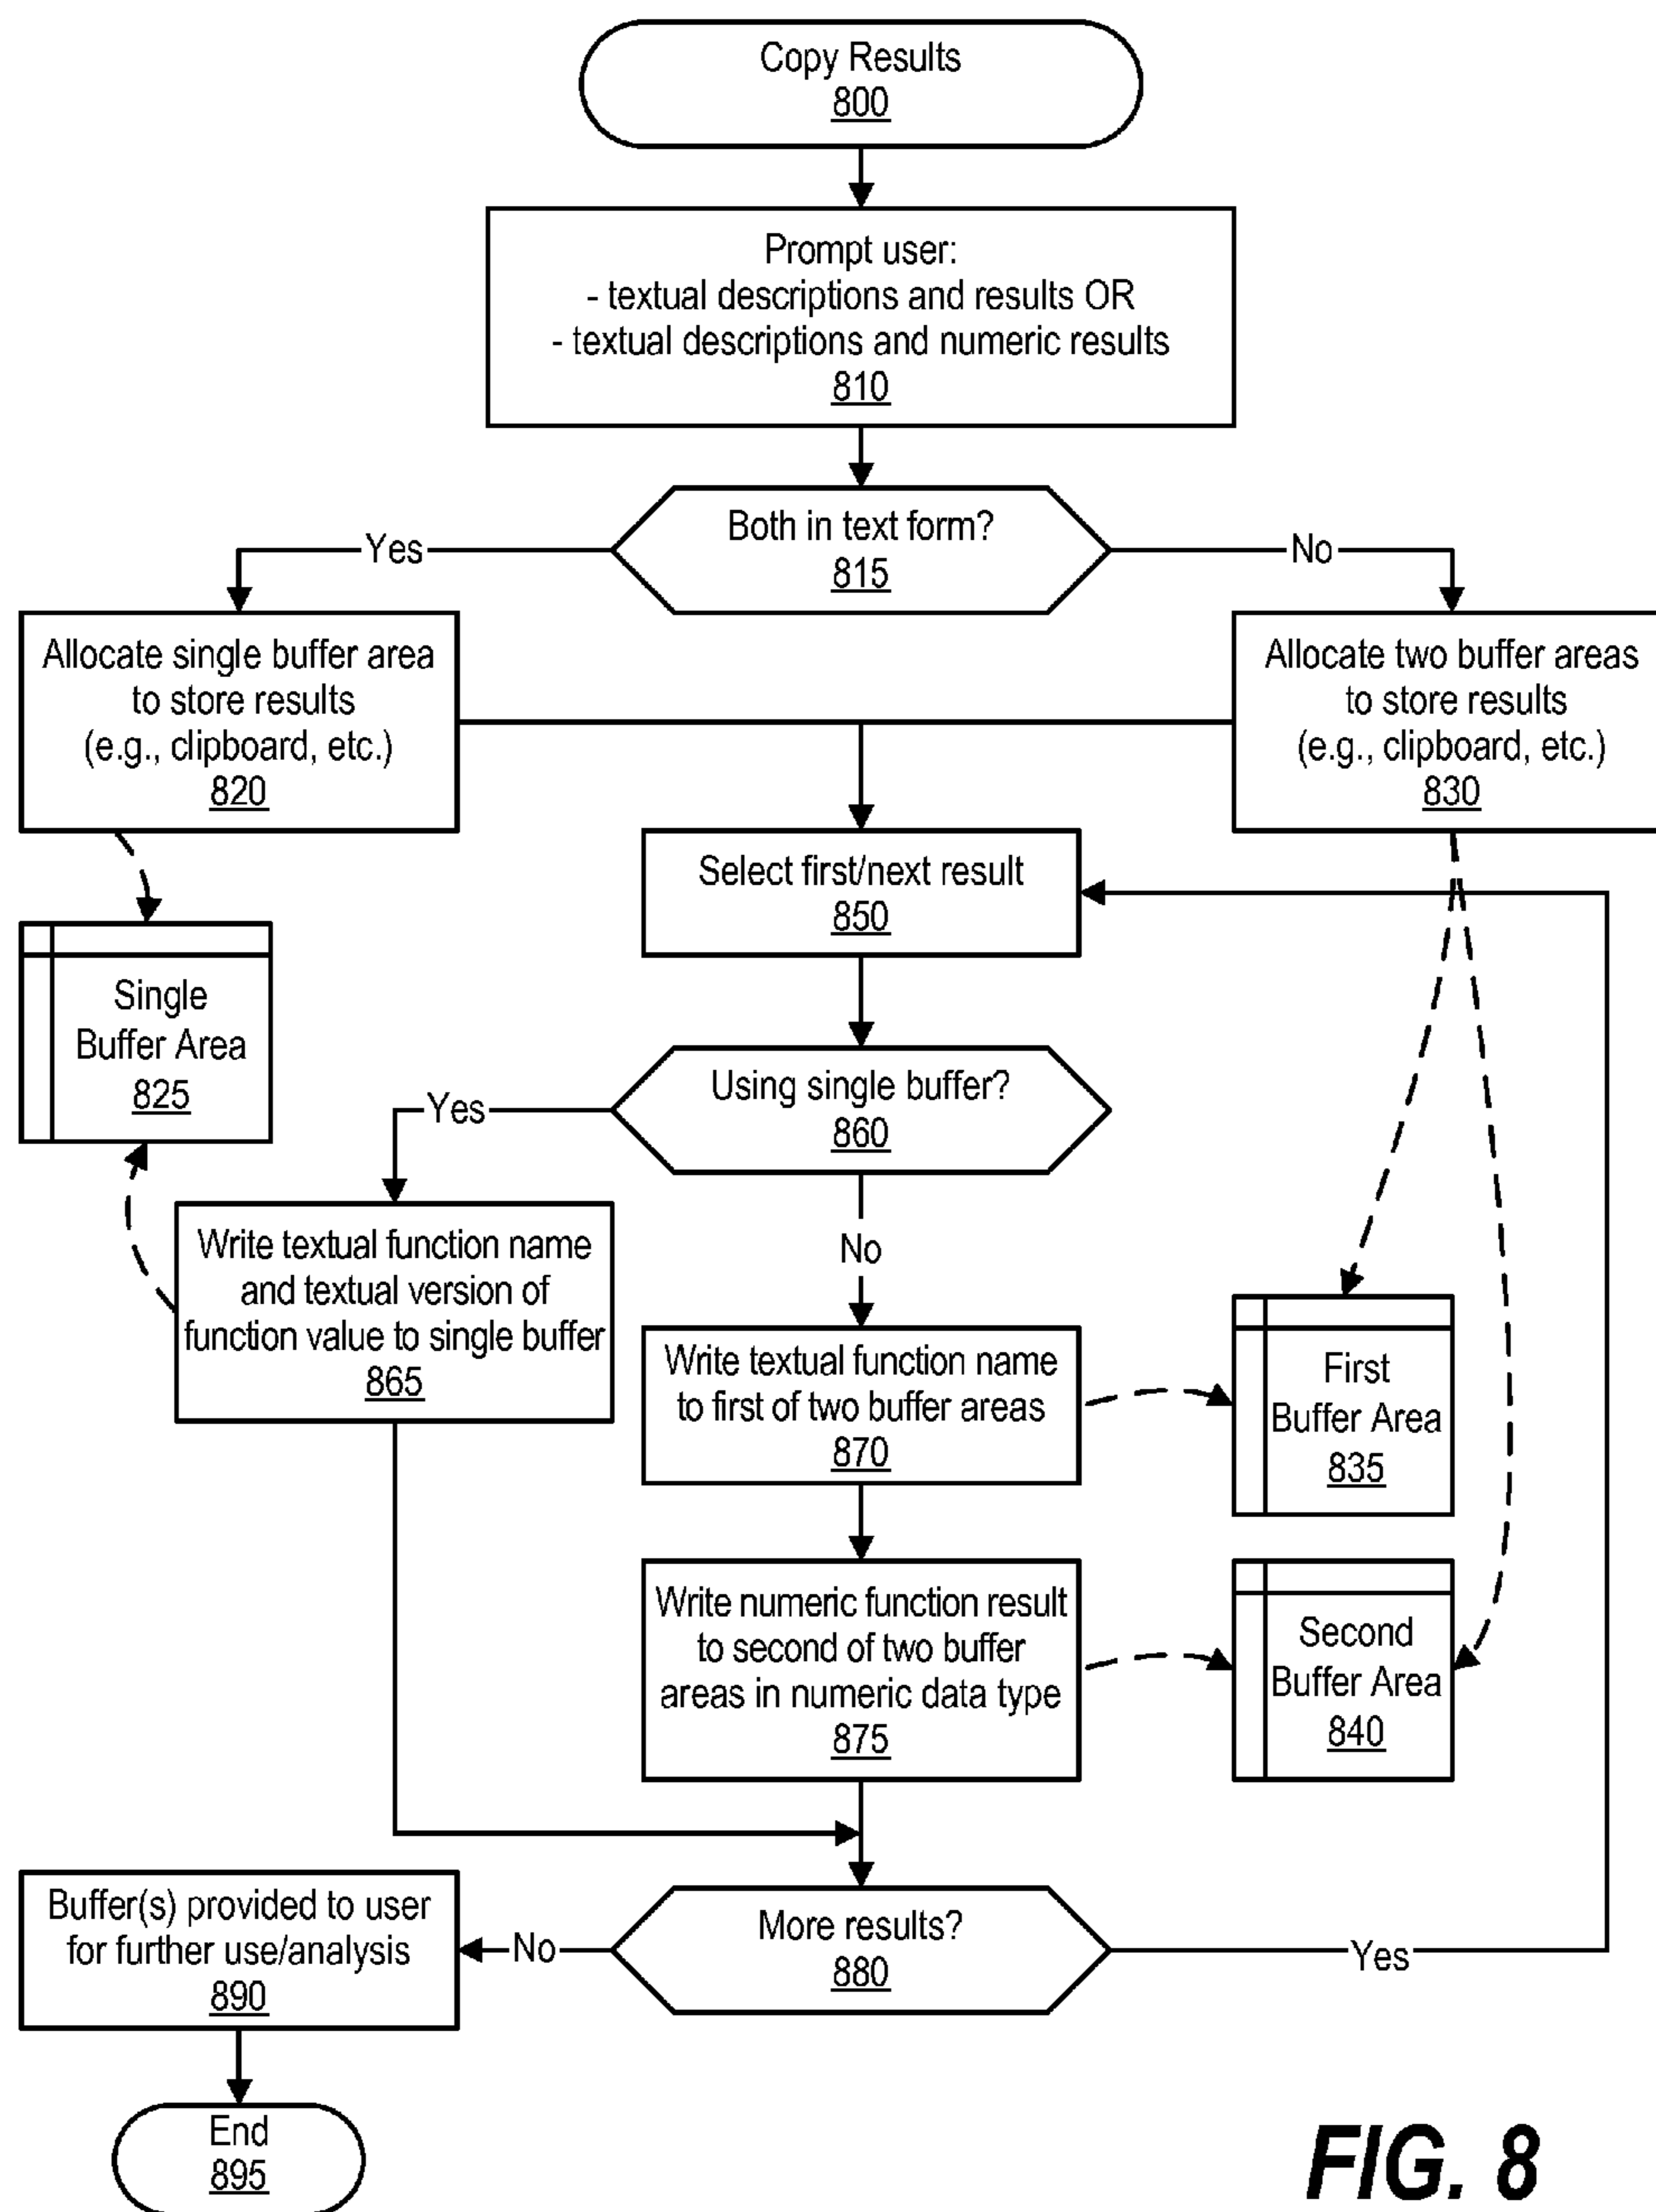 Copy Results
800
Prompt user:
- textual descriptions and results OR
- textual descriptions and numeric results
810
Both in text form?
815
Yes
No
Allocate single buffer area
to store results
(e.g., clipboard, etc.)
820
Allocate two buffer areas
to store results
(e.g., clipboard, etc.)
830
Select first/next result
850
Single
Buffer Area
825
Using single buffer?
860
Yes
No
Write textual function name
and textual version of
function value to single buffer
865
Write textual function name
to first of two buffer areas
870
First
Buffer Area
835
Write numeric function result
to second of two buffer
areas in numeric data type
875
Second
Buffer Area
840
More results?
880
No
Yes
Buffer(s) provided to user
for further use/analysis
890
End
895
FIG. 8